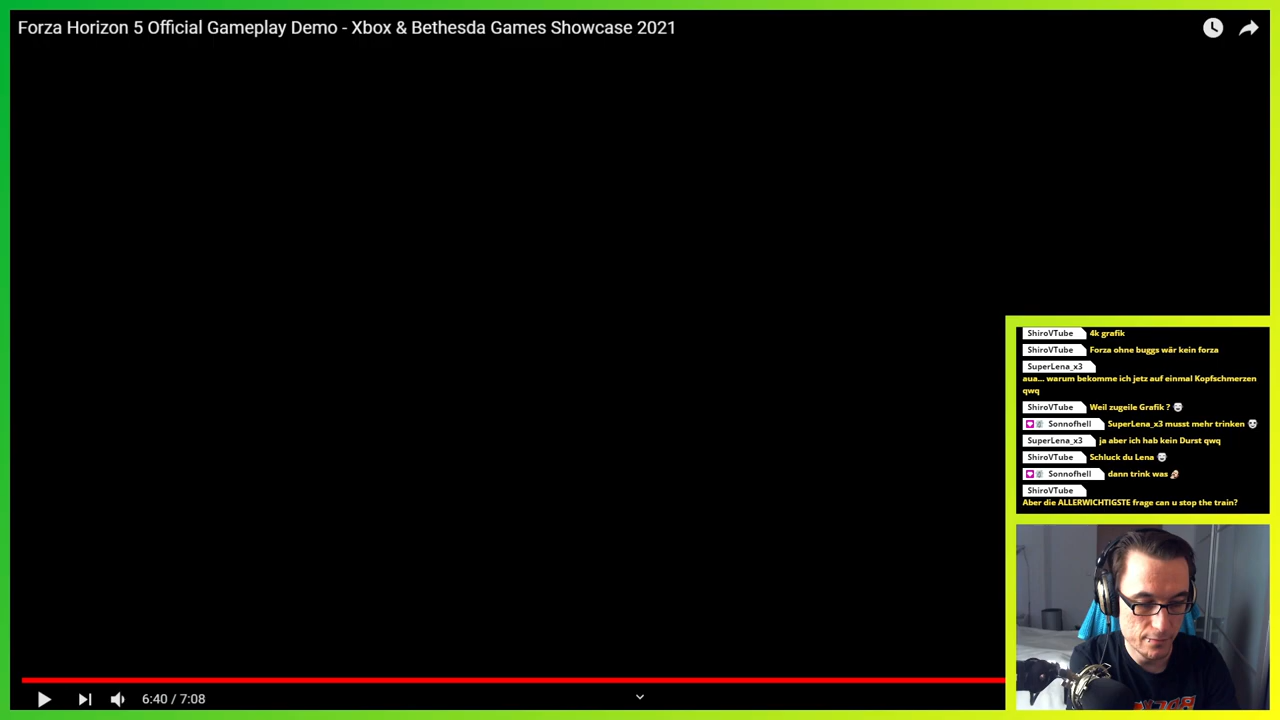 Forza Horizon 5 Official Gameplay Demo - Xbox & Bethesda Games Showcase 2021
ShiroVTube 4k grafik
ShiroVTube Forza ohne buggs wär kein forza
SuperLena_x3
aua... warum bekomme ich jetz auf einmal Kopfschmerzen
qwq
ShiroVTube Weil zugeile Grafik ?
Sonnofhell SuperLena_x3 musst mehr trinken
SuperLena_x3 ja aber ich hab kein Durst qwq
ShiroVTube Schluck du Lena
Sonnofhell dann trink was
ShiroVTube
Aber die ALLERWICHTIGSTE frage can u stop the train?
6:40 / 7:08